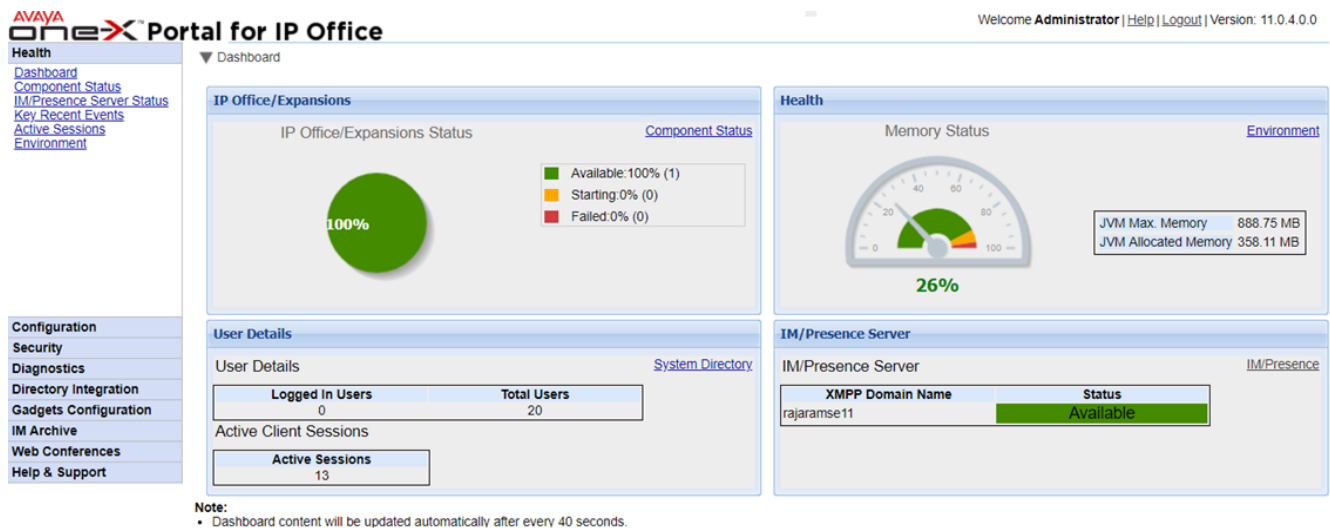 AVAYA
one-X™ Portal for IP Office
Welcome Administrator | Help | Logout | Version: 11.0.4.0.0
Health
Dashboard
Component Status
IM/Presence Server Status
Key Recent Events
Active Sessions
Environment
Configuration
Security
Diagnostics
Directory Integration
Gadgets Configuration
IM Archive
Web Conferences
Help & Support
▼ Dashboard
IP Office/Expansions
IP Office/Expansions Status
Component Status
100%
Available:100% (1)
Starting:0% (0)
Failed:0% (0)
Health
Memory Status
Environment
0 20 40 60 80 100
26%
JVM Max. Memory 888.75 MB
JVM Allocated Memory 358.11 MB
User Details
User Details
System Directory
Logged In Users Total Users
0 20
Active Client Sessions
Active Sessions
13
IM/Presence Server
IM/Presence Server
IM/Presence
XMPP Domain Name Status
rajaramse11 Available
Note:
• Dashboard content will be updated automatically after every 40 seconds.